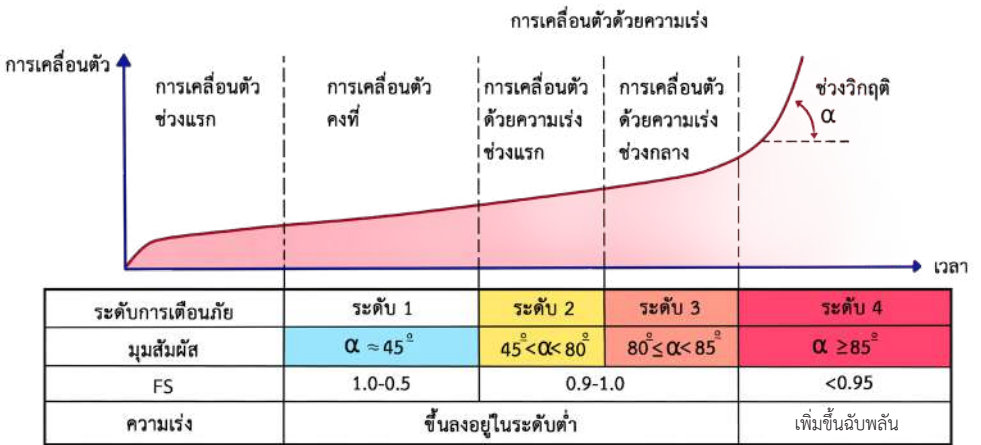 การเคลื่อนตัวด้วยความเร่ง
การเคลื่อนตัว
การเคลื่อนตัว
ช่วงแรก
การเคลื่อนตัว
คงที่
การเคลื่อนตัว
ด้วยความเร่ง
ช่วงแรก
การเคลื่อนตัว
ด้วยความเร่ง
ช่วงกลาง
ช่วงวิกฤติ
α
เวลา
ระดับการเตือนภัย ระดับ 1 ระดับ 2 ระดับ 3 ระดับ 4
มุมสัมผัส α ≈ 45° 45°<α<80° 80°≤α<85° α ≥85°
FS 1.0-0.5 0.9-1.0 <0.95
ความเร่ง ขึ้นลงอยู่ในระดับต่ำ เพิ่มขึ้นฉับพลัน